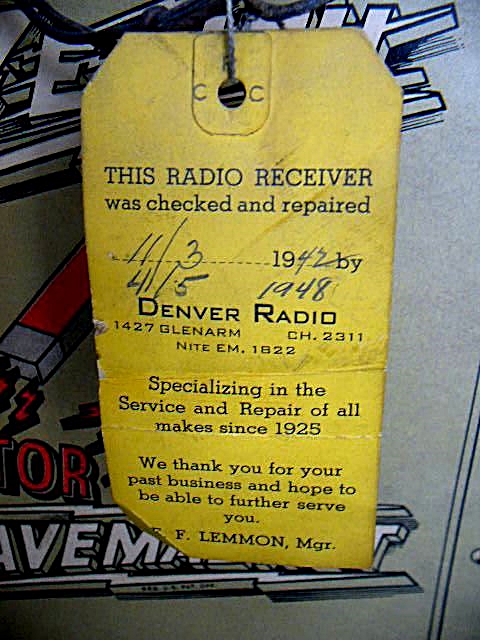 C C
THIS RADIO RECEIVER
was checked and repaired
11/3 1942 by
4/5 1948
DENVER RADIO
1427 GLENARM CH. 2311
NITE EM. 1822
Specializing in the
Service and Repair of all
makes since 1925
We thank you for your
past business and hope to
be able to further serve
you.
F. LEMMON, Mgr.
TOR
AVEMA